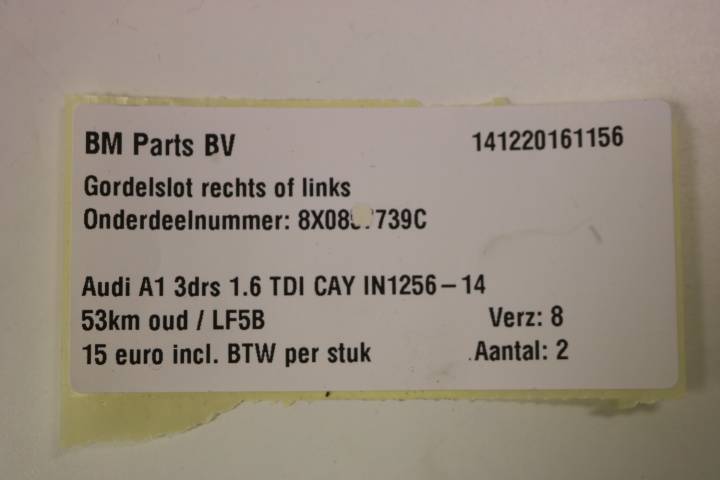 BM Parts BV 141220161156
Gordelslot rechts of links
Onderdeelnummer:
Audi A1 3drs 1.6 TDI CAY IN1256-14
53km oud / LF5B Verz: 8
15 euro incl. BTW per stuk Aantal: 2